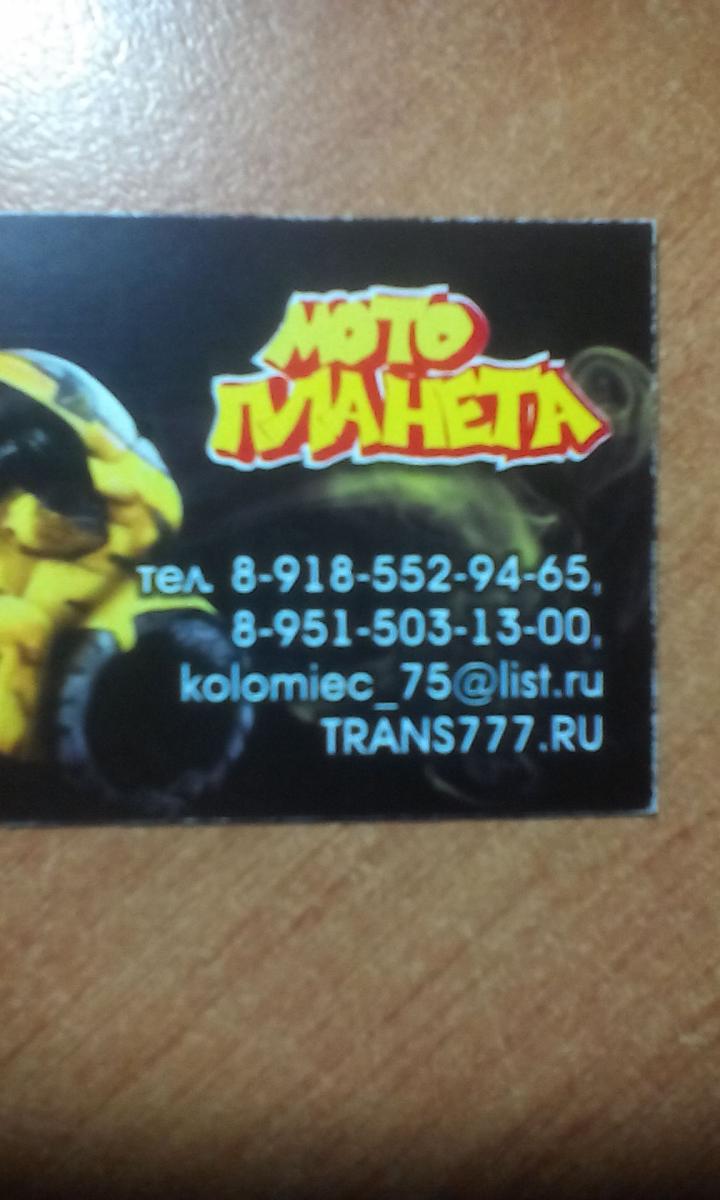 МОТО
ПЛАНЕТА
тел. 8-918-552-94-65,
8-951-503-13-00,
kolomiec_75@list.ru
TRANS777.RU